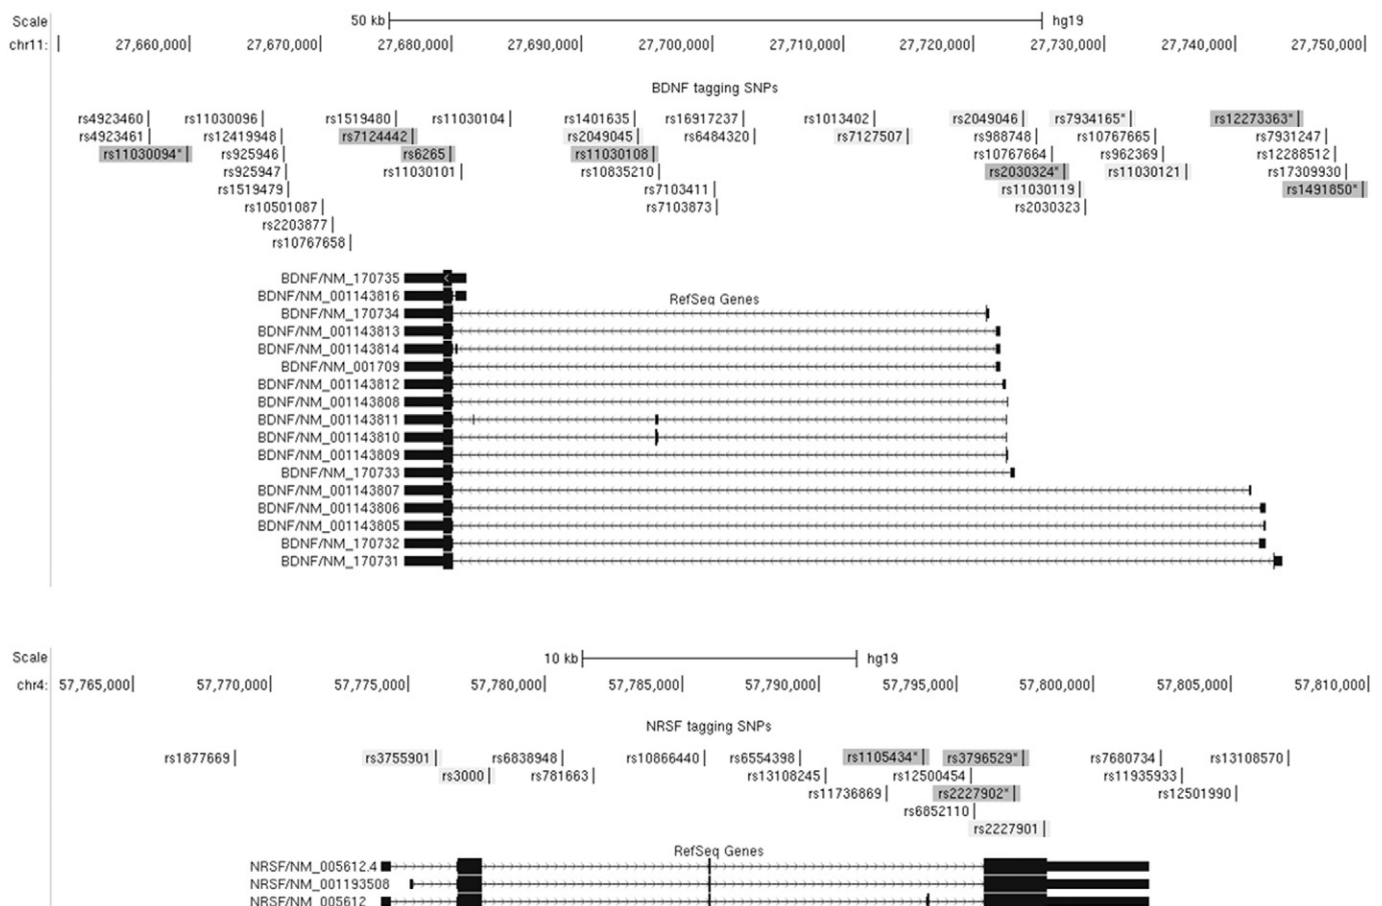 Scale 50 kb hg19
chr11: 27,660,000 27,670,000 27,680,000 27,690,000 27,700,000 27,710,000 27,720,000 27,730,000 27,740,000 27,750,000
BDNF tagging SNPs
rs4923460 rs11030096 rs1519480 rs11030104 rs1401635 rs16917237 rs1013402 rs2049046 rs7934165* rs12273363*
rs4923461 rs12419948 rs7124442 rs2049045 rs6484320 rs7127507 rs988748 rs10767665 rs7931247
rs11030094* rs925946 rs6265 rs11030108 rs10767664 rs962369 rs12288512
rs925947 rs11030101 rs10835210 rs2030324* rs11030121 rs17309930
rs1519479 rs7103411 rs11030119 rs1491850*
rs10501087 rs7103873 rs2030323
rs2203877
rs10767658
BDNF/NM_170735
BDNF/NM_001143816
RefSeq Genes
BDNF/NM_170734
BDNF/NM_001143813
BDNF/NM_001143814
BDNF/NM_001709
BDNF/NM_001143812
BDNF/NM_001143808
BDNF/NM_001143811
BDNF/NM_001143810
BDNF/NM_001143809
BDNF/NM_170733
BDNF/NM_001143807
BDNF/NM_001143806
BDNF/NM_001143805
BDNF/NM_170732
BDNF/NM_170731
Scale 10 kb hg19
chr4: 57,765,000 57,770,000 57,775,000 57,780,000 57,785,000 57,790,000 57,795,000 57,800,000 57,805,000 57,810,000
NRSF tagging SNPs
rs1877669 rs3755901 rs6838948 rs10866440 rs6554398 rs1105434* rs3796529* rs7680734 rs13108570
rs3000 rs781663 rs13108245 rs12500454 rs11935933
rs11736869 rs2227902* rs12501990
rs6852110
rs2227901
RefSeq Genes
NRSF/NM_005612.4
NRSF/NM_001193508
NRSF/NM_005612